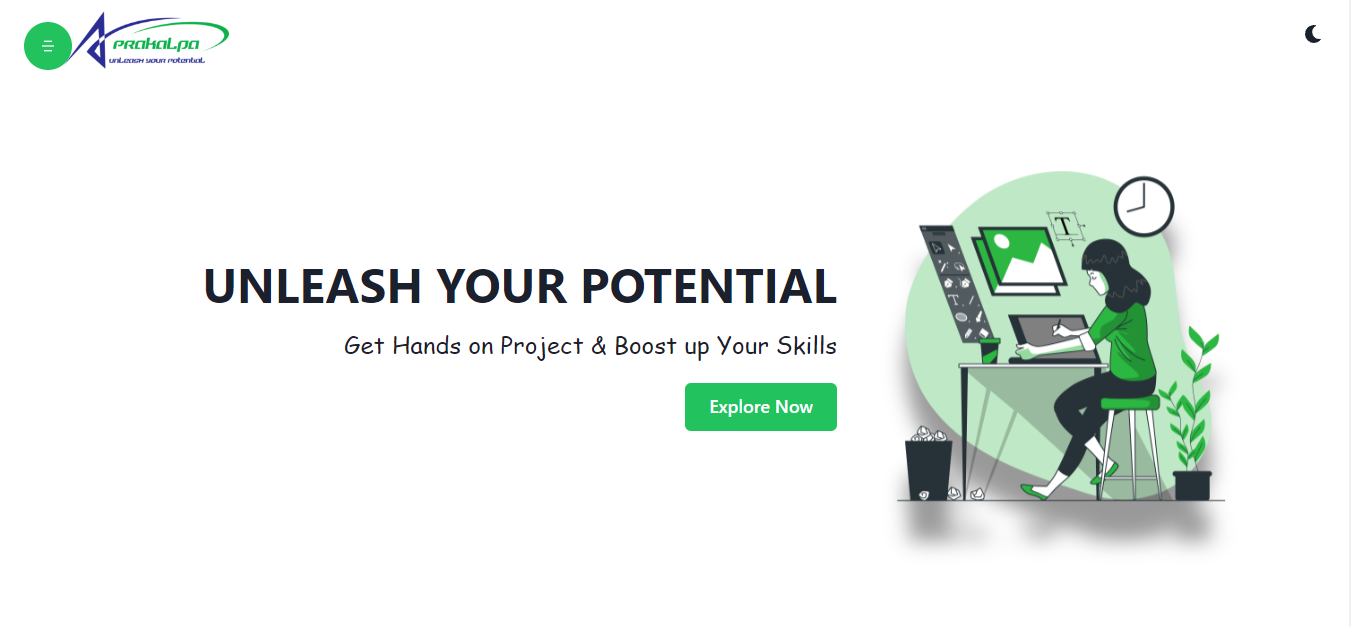 Prakalpa
Unleash your Potential
UNLEASH YOUR POTENTIAL
Get Hands on Project & Boost up Your Skills
Explore Now
T
T